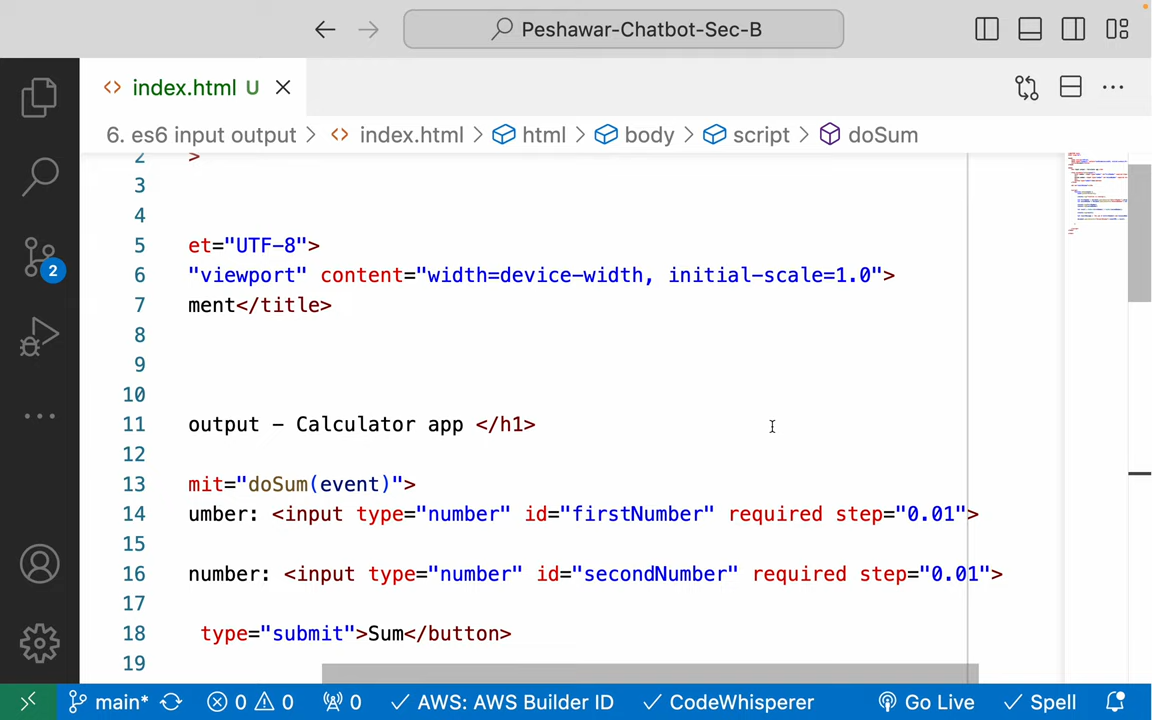 Peshawar-Chatbot-Sec-B
index.html U
6. es6 input output > index.html > html > body > script > doSum
2 >
3
4
5 et="UTF-8">
6 "viewport" content="width=device-width, initial-scale=1.0">
7 ment</title>
8
9
10
11 output - Calculator app </h1>
12
13 mit="doSum(event)">
14 umber: <input type="number" id="firstNumber" required step="0.01">
15
16 number: <input type="number" id="secondNumber" required step="0.01">
17
18 type="submit">Sum</button>
19
2
main* 0 0 0 AWS: AWS Builder ID CodeWhisperer Go Live Spell